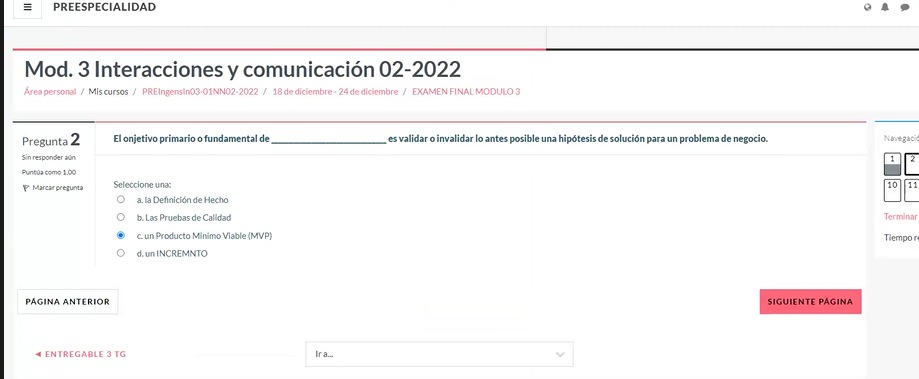 PREESPECIALIDAD
Mod. 3 Interacciones y comunicación 02-2022
Área personal / Mis cursos / PREIngensIn03-01NN02-2022 / 18 de diciembre - 24 de diciembre / EXAMEN FINAL MODULO 3
Pregunta 2
Sin responder aún
Puntúa como 1,00
Marcar pregunta
El onjetivo primario o fundamental de ____________________________ es validar o invalidar lo antes posible una hipótesis de solución para un problema de negocio.
Seleccione una:
a. la Definición de Hecho
b. Las Pruebas de Calidad
c. un Producto Mínimo Viable (MVP)
d. un INCREMNTO
PÁGINA ANTERIOR
SIGUIENTE PÁGINA
◄ ENTREGABLE 3 TG
Ir a...
Navegació
1 2
10 11
Terminar
Tiempo re